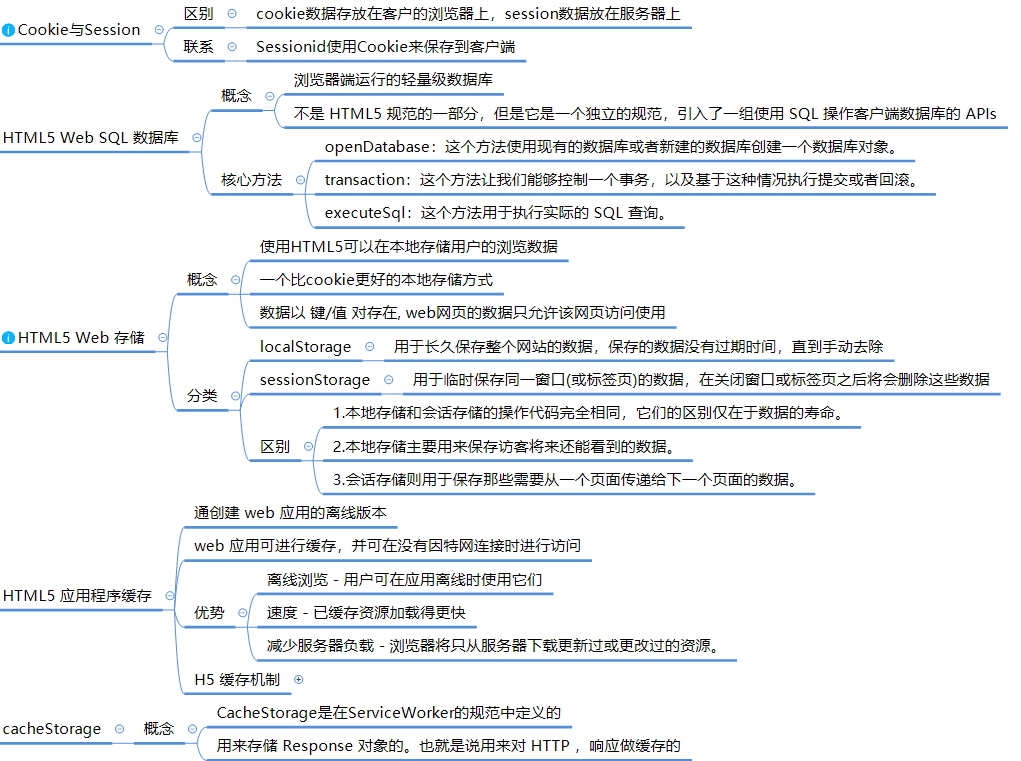 Cookie与Session
区别
cookie数据存放在客户的浏览器上，session数据放在服务器上
联系
Sessionid使用Cookie来保存到客户端
HTML5 Web SQL 数据库
概念
浏览器端运行的轻量级数据库
不是 HTML5 规范的一部分，但是它是一个独立的规范，引入了一组使用 SQL 操作客户端数据库的 APIs
核心方法
openDatabase：这个方法使用现有的数据库或者新建的数据库创建一个数据库对象。
transaction：这个方法让我们能够控制一个事务，以及基于这种情况执行提交或者回滚。
executeSql：这个方法用于执行实际的 SQL 查询。
HTML5 Web 存储
概念
使用HTML5可以在本地存储用户的浏览数据
一个比cookie更好的本地存储方式
数据以 键/值 对存在, web网页的数据只允许该网页访问使用
分类
localStorage
用于长久保存整个网站的数据，保存的数据没有过期时间，直到手动去除
sessionStorage
用于临时保存同一窗口(或标签页)的数据，在关闭窗口或标签页之后将会删除这些数据
区别
1.本地存储和会话存储的操作代码完全相同，它们的区别仅在于数据的寿命。
2.本地存储主要用来保存访客将来还能看到的数据。
3.会话存储则用于保存那些需要从一个页面传递给下一个页面的数据。
HTML5 应用程序缓存
通创建 web 应用的离线版本
web 应用可进行缓存，并可在没有因特网连接时进行访问
优势
离线浏览 - 用户可在应用离线时使用它们
速度 - 已缓存资源加载得更快
减少服务器负载 - 浏览器将只从服务器下载更新过或更改过的资源。
H5 缓存机制
cacheStorage
概念
CacheStorage是在ServiceWorker的规范中定义的
用来存储 Response 对象的。也就是说用来对 HTTP ，响应做缓存的